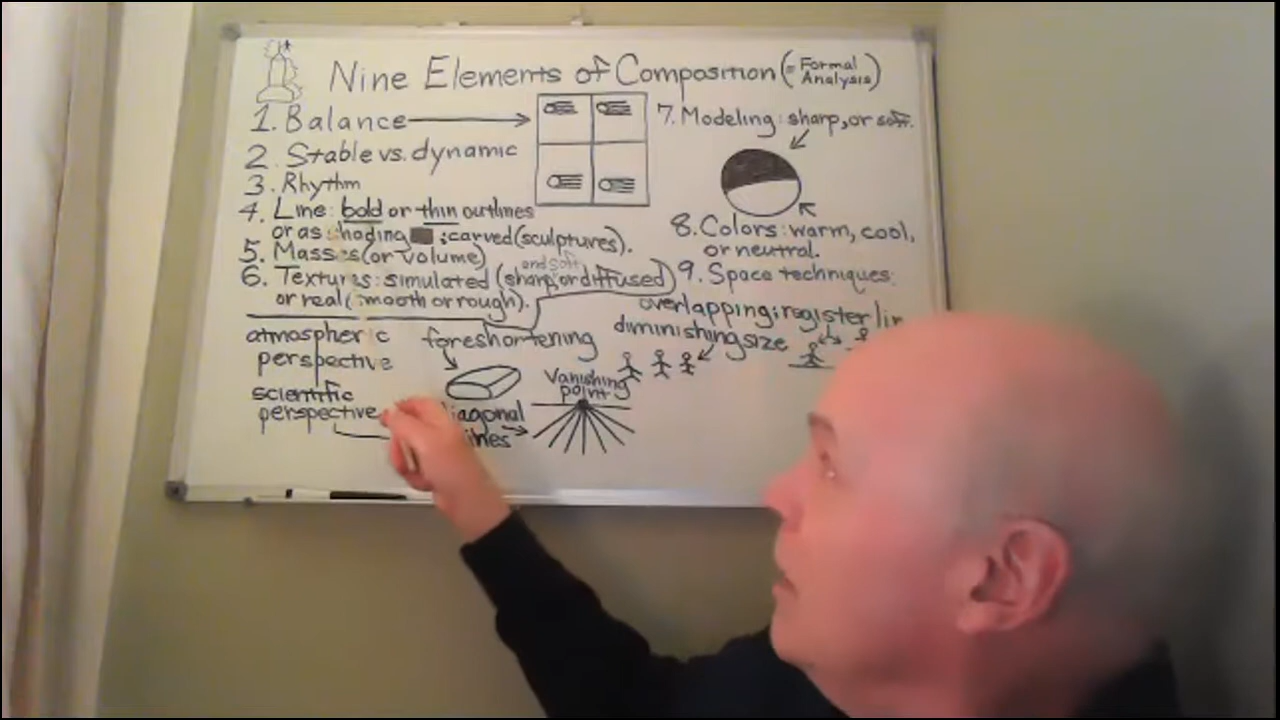 Nine Elements of Composition (= Formal Analysis)
1. Balance
2. Stable vs. dynamic
3. Rhythm
4. Line: bold or thin outlines
or as shading ; carved (sculptures).
5. Masses (or volume)
6. Textures: simulated (sharp, or diffused)
and soft
or real (smooth or rough).
7. Modeling: sharp, or soft.
8. Colors: warm, cool,
or neutral.
9. Space techniques:
overlapping: register
diminishing size
atmospheric
perspective
scientific
perspective
foreshortening
diagonal
lines
Vanishing
point